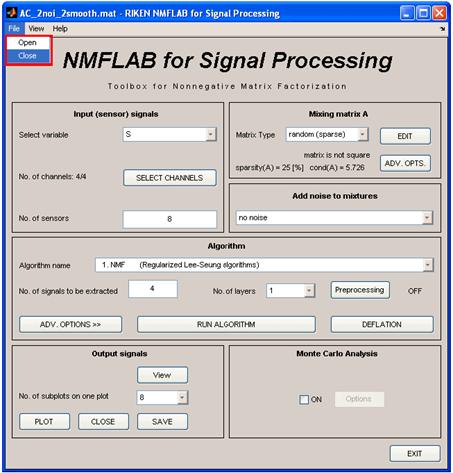 AC_2noi_2smooth.mat - RIKEN NMFLAB for Signal Processing
File View Help
Open
Close
NMFLAB for Signal Processing
Toolbox for Nonnegative Matrix Factorization
Input (sensor) signals
Select variable S
No. of channels: 4/4 SELECT CHANNELS
No. of sensors 8
Mixing matrix A
Matrix Type random (sparse) EDIT
matrix is not square
sparsity(A) = 25 [%] cond(A) = 5.726 ADV. OPTS.
Add noise to mixtures
no noise
Algorithm
Algorithm name 1. NMF (Regularized Lee-Seung algorithms)
No. of signals to be extracted 4 No. of layers 1 Preprocessing OFF
ADV. OPTIONS >> RUN ALGORITHM DEFLATION
Output signals
View
No. of subplots on one plot 8
PLOT CLOSE SAVE
Monte Carlo Analysis
ON Options
EXIT